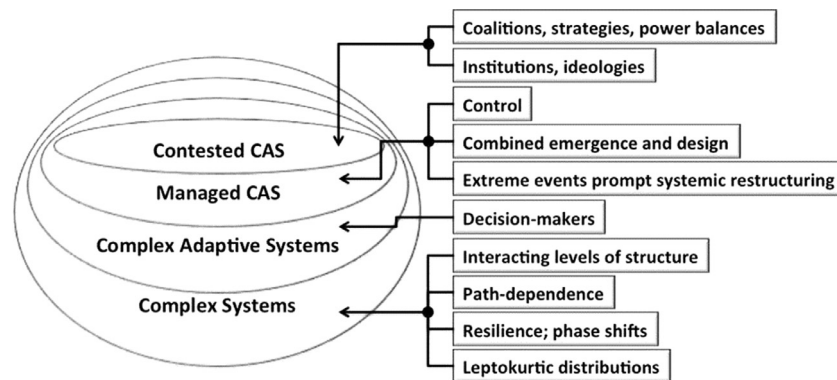 Coalitions, strategies, power balances
Institutions, ideologies
Control
Contested CAS
Combined emergence and design
Managed CAS
Extreme events prompt systemic restructuring
Decision-makers
Complex Adaptive Systems
Interacting levels of structure
Path-dependence
Complex Systems
Resilience; phase shifts
Leptokurtic distributions